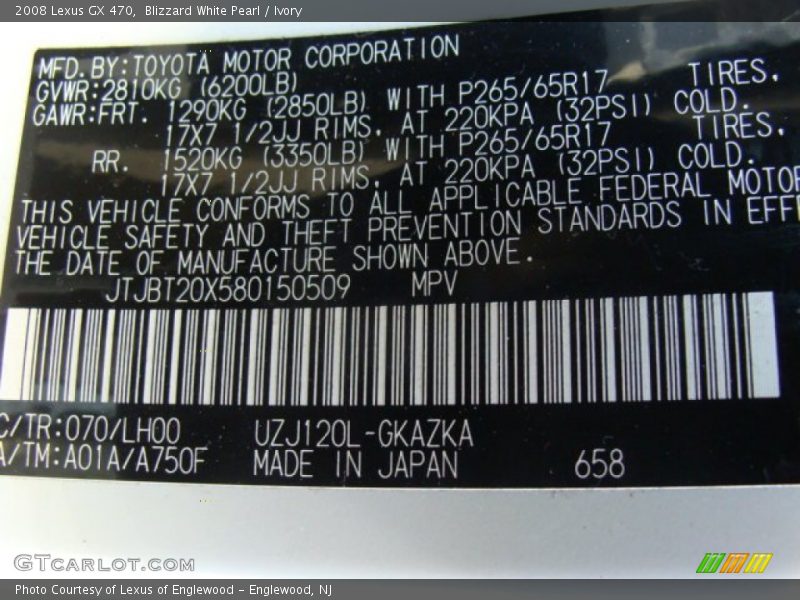 2008 Lexus GX 470, Blizzard White Pearl / Ivory
MFD.BY:TOYOTA MOTOR CORPORATION
GVWR:2810KG (6200LB)
GAWR:FRT. 1290KG (2850LB) WITH P265/65R17 TIRES,
17X7 1/2JJ RIMS, AT 220KPA (32PSI) COLD.
RR. 1520KG (3350LB) WITH P265/65R17 TIRES,
17X7 1/2JJ RIMS, AT 220KPA (32PSI) COLD.
THIS VEHICLE CONFORMS TO ALL APPLICABLE FEDERAL MOTOR
VEHICLE SAFETY AND THEFT PREVENTION STANDARDS IN EFF
THE DATE OF MANUFACTURE SHOWN ABOVE.
JTJBT20X580150509 MPV
C/TR:070/LH00 UZJ120L-GKAZKA
A/TM:A01A/A750F MADE IN JAPAN 658
GTCARLOT.COM
Photo Courtesy of Lexus of Englewood – Englewood, NJ